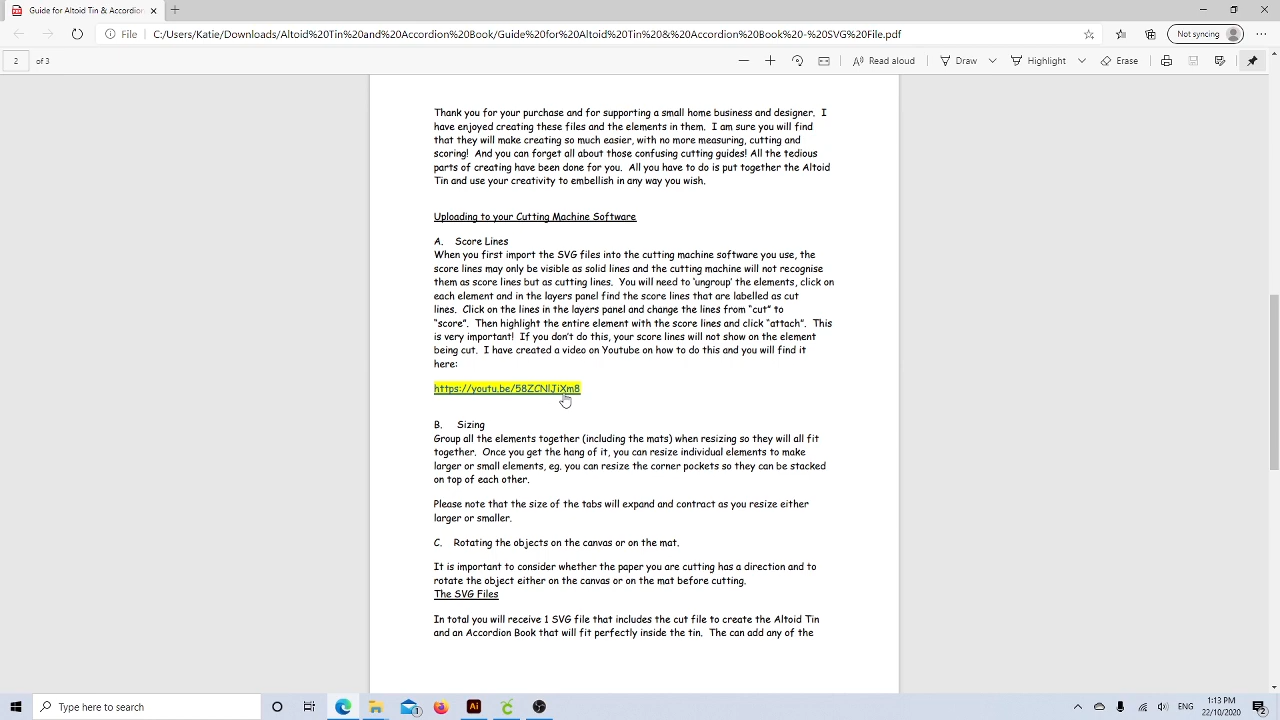 Guide for Altoid Tin & Accordion
File
C:/Users/Katie/Downloads/Altoid%20Tin%20and%20Accordion%20Book/Guide%20for%20Altoid%20Tin%20&%20Accordion%20Book%20-%20SVG%20File.pdf
Not syncing
2 of 3
Read aloud
Draw
Highlight
Erase
Thank you for your purchase and for supporting a small home business and designer. I
have enjoyed creating these files and the elements in them. I am sure you will find
that they will make creating so much easier, with no more measuring, cutting and
scoring! And you can forget all about those confusing cutting guides! All the tedious
parts of creating have been done for you. All you have to do is put together the Altoid
Tin and use your creativity to embellish in any way you wish.
Uploading to your Cutting Machine Software
A. Score Lines
When you first import the SVG files into the cutting machine software you use, the
score lines may only be visible as solid lines and the cutting machine will not recognise
them as score lines but as cutting lines. You will need to 'ungroup' the elements, click on
each element and in the layers panel find the score lines that are labelled as cut
lines. Click on the lines in the layers panel and change the lines from "cut" to
"score". Then highlight the entire element with the score lines and click "attach". This
is very important! If you don't do this, your score lines will not show on the element
being cut. I have created a video on Youtube on how to do this and you will find it
here:
https://youtu.be/58ZCNlJiXm8
B. Sizing
Group all the elements together (including the mats) when resizing so they will all fit
together. Once you get the hang of it, you can resize individual elements to make
larger or small elements, eg. you can resize the corner pockets so they can be stacked
on top of each other.
Please note that the size of the tabs will expand and contract as you resize either
larger or smaller.
C. Rotating the objects on the canvas or on the mat.
It is important to consider whether the paper you are cutting has a direction and to
rotate the object either on the canvas or on the mat before cutting.
The SVG Files
In total you will receive 1 SVG file that includes the cut file to create the Altoid Tin
and an Accordion Book that will fit perfectly inside the tin. The can add any of the
Type here to search
1
Ai
ENG
1:13 PM
22/10/2020
2